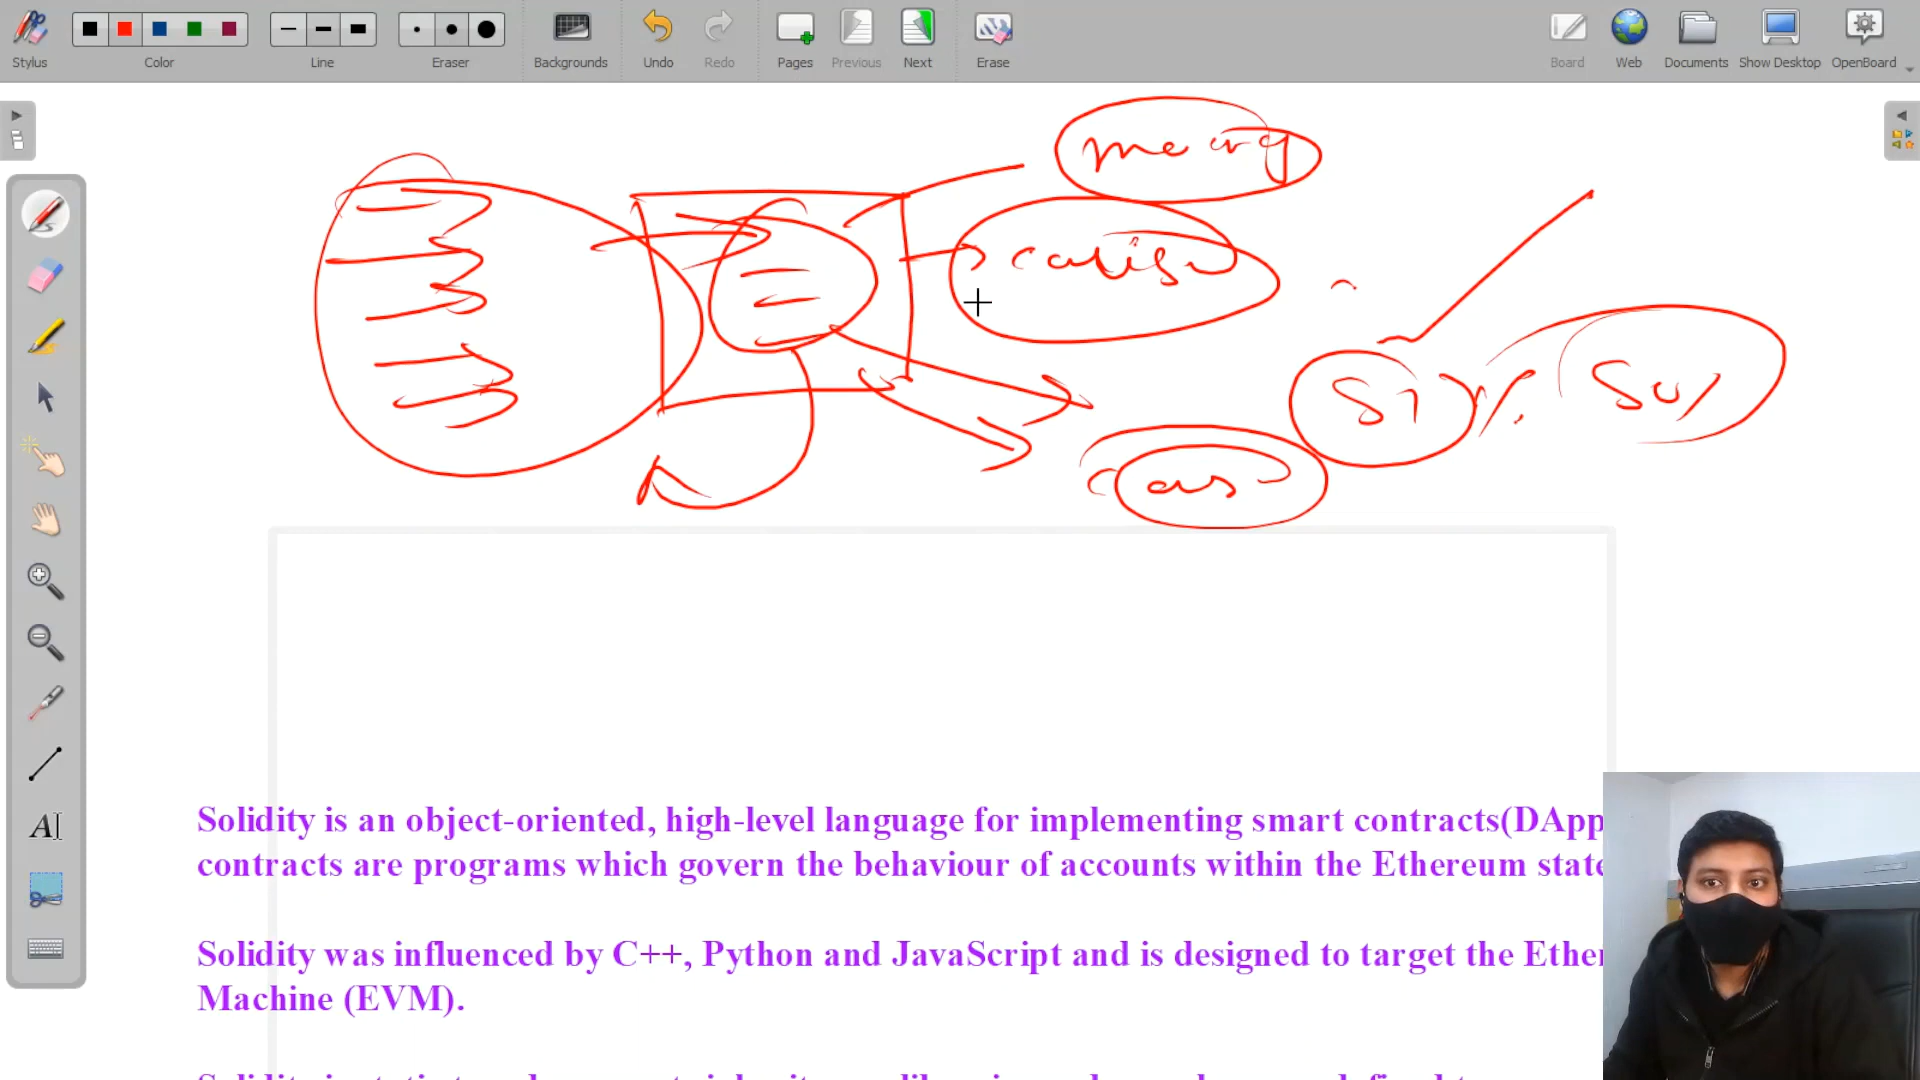 Stylus Color Line Eraser Backgrounds Undo Redo Pages Previous Next Erase Board Web Documents Show Desktop OpenBoard
51% 50%
Solidity is an object-oriented, high-level language for implementing smart contracts(DApp
contracts are programs which govern the behaviour of accounts within the Ethereum state
Solidity was influenced by C++, Python and JavaScript and is designed to target the Ether
Machine (EVM).